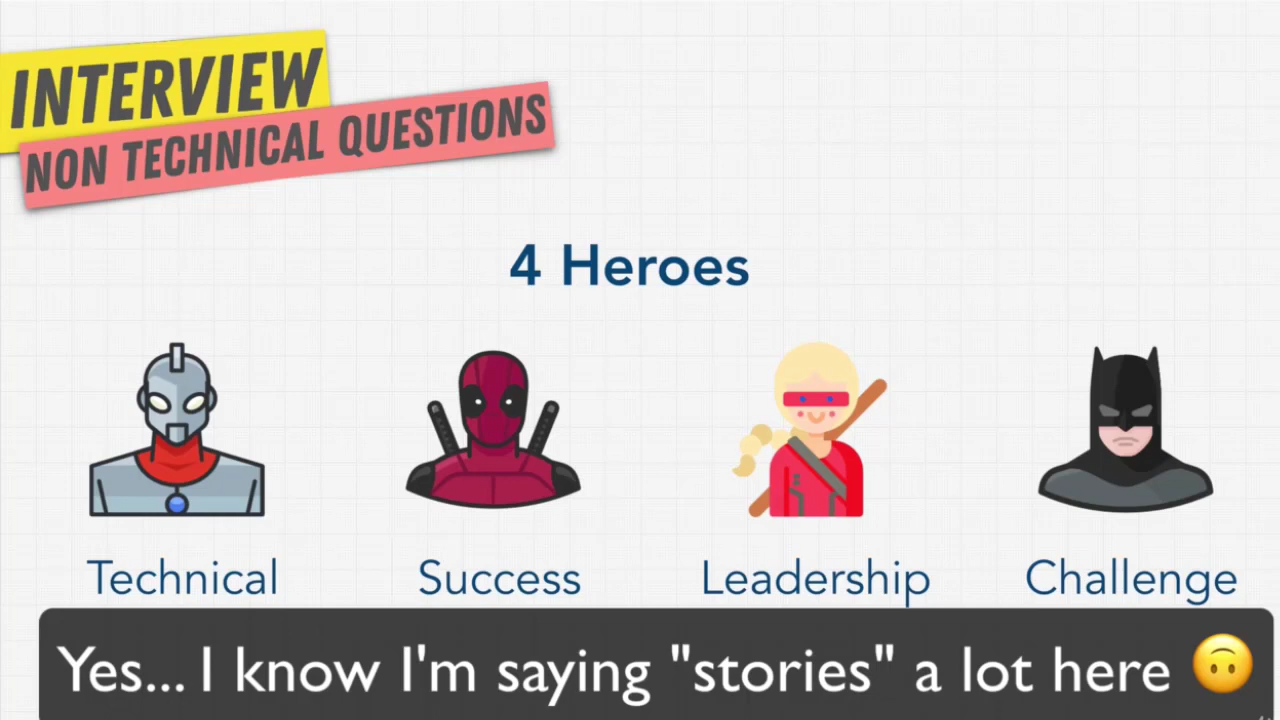 INTERVIEW
NON TECHNICAL QUESTIONS
4 Heroes
Technical Success Leadership Challenge
Yes... I know I'm saying "stories" a lot here 🙃